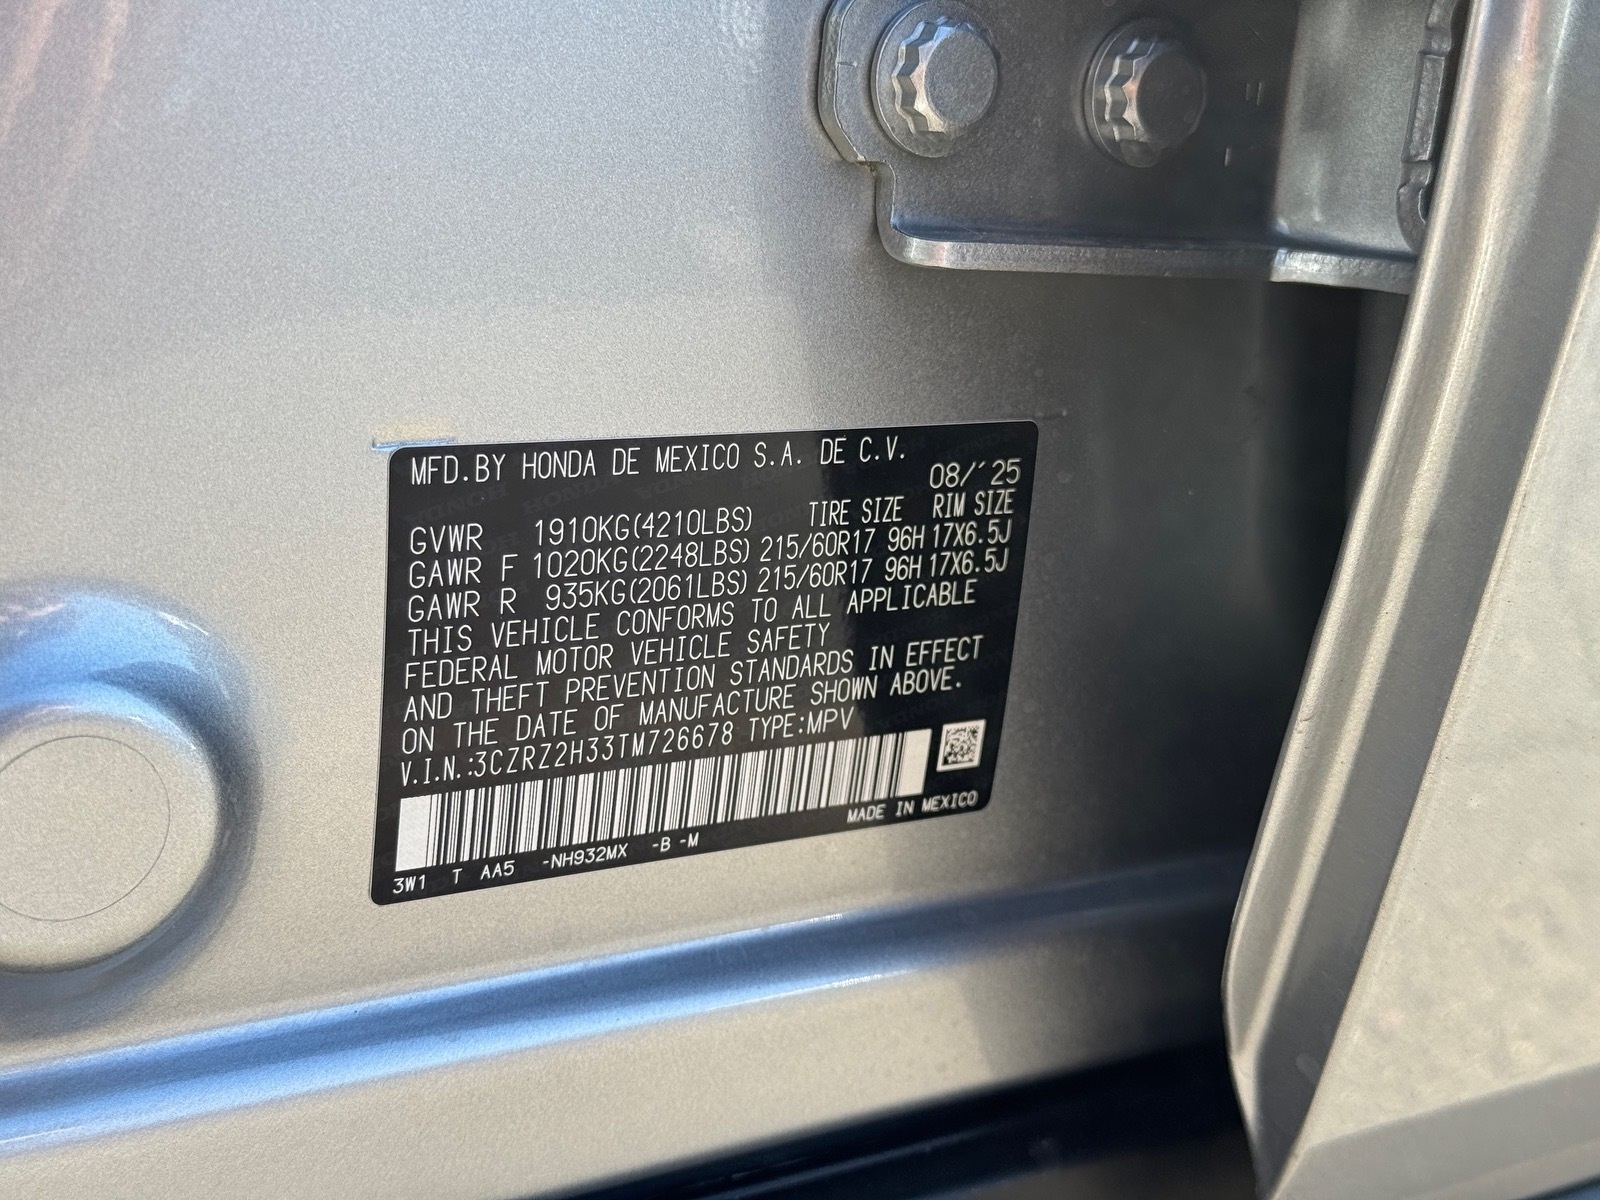 MFD.BY HONDA DE MEXICO S.A. DE C.V.
08/´25
TIRE SIZE RIM SIZE
GVWR 1910KG(4210LBS)
GAWR F 1020KG(2248LBS) 215/60R17 96H 17X6.5J
GAWR R 935KG(2061LBS) 215/60R17 96H 17X6.5J
THIS VEHICLE CONFORMS TO ALL APPLICABLE
FEDERAL MOTOR VEHICLE SAFETY
AND THEFT PREVENTION STANDARDS IN EFFECT
ON THE DATE OF MANUFACTURE SHOWN ABOVE.
V.I.N.:3CZRZ2H33TM726678 TYPE:MPV
MADE IN MEXICO
3W1 T AA5 -NH932MX -B -M